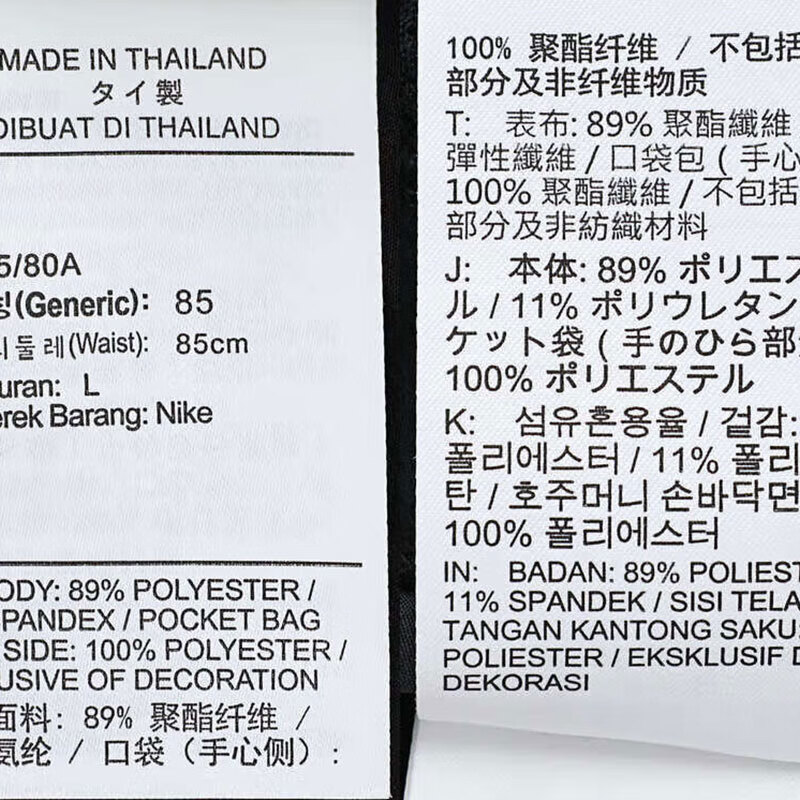 MADE IN THAILAND
タイ製
DIBUAT DI THAILAND
5/80A
(Generic): 85
둘레(Waist): 85cm
uran: L
erek Barang: Nike
ODY: 89% POLYESTER /
PANDEX / POCKET BAG
SIDE: 100% POLYESTER /
USIVE OF DECORATION
面料: 89% 聚酯纤维 /
氨纶 / 口袋（手心侧）:
100% 聚酯纤维 / 不包括
部分及非纤维物质
T: 表布: 89% 聚酯纖維
彈性纖維 / 口袋包 ( 手心
100% 聚酯纖維 / 不包括
部分及非紡織材料
J: 本体: 89% ポリエス
ル / 11% ポリウレタン
ケット袋 ( 手のひら部
100% ポリエステル
K: 섬유혼용율 / 겉감:
폴리에스터 / 11% 폴리
탄 / 호주머니 손바닥면
100% 폴리에스터
IN: BADAN: 89% POLIEST
11% SPANDEK / SISI TELA
TANGAN KANTONG SAKU
POLIESTER / EKSKLUSIF D
DEKORASI